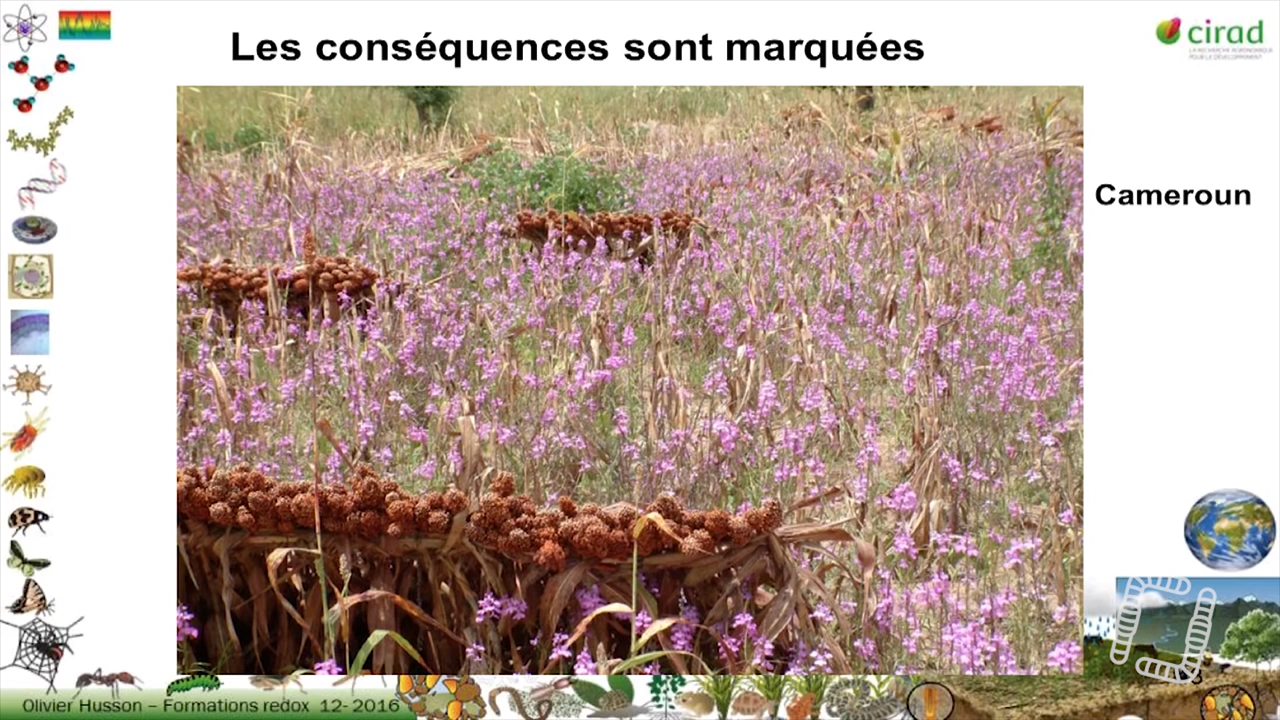 Les conséquences sont marquées
cirad
LA RECHERCHE AGRONOMIQUE
POUR LE DÉVELOPPEMENT
Cameroun
Olivier Husson – Formations redox 12- 2016